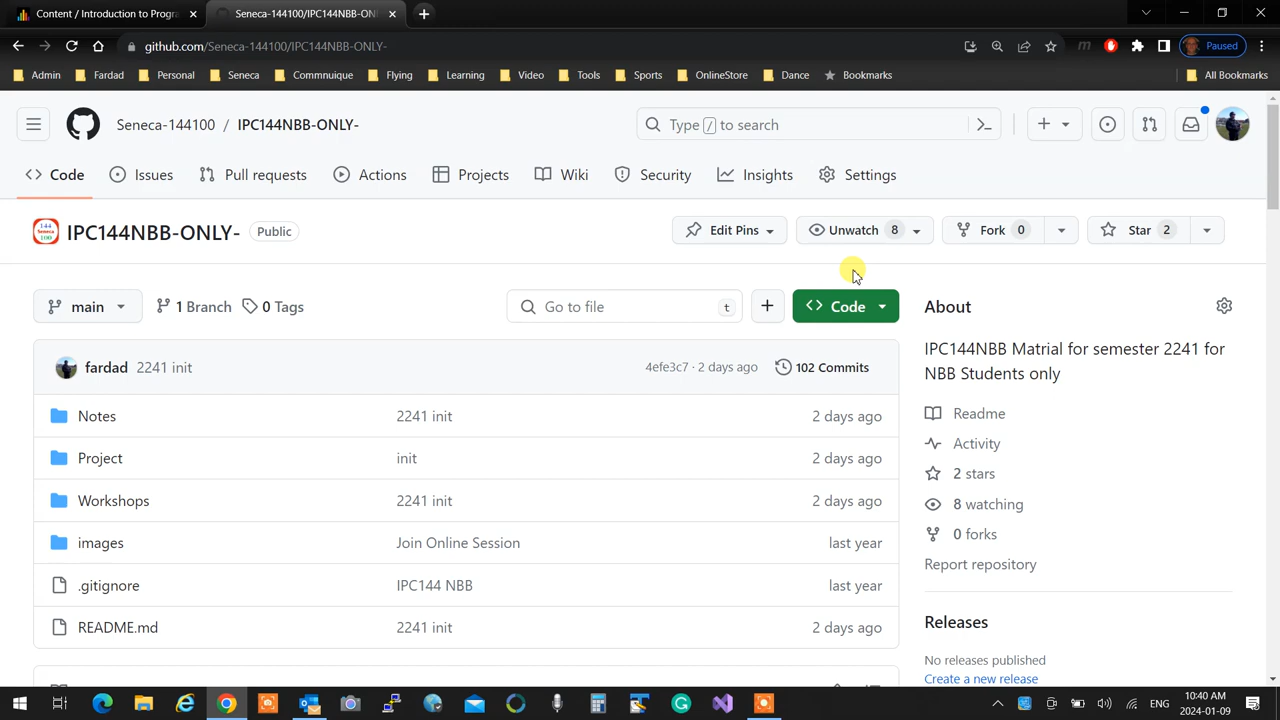 Content / Introduction to Progra
Seneca-144100/IPC144NBB-ONL
github.com/Seneca-144100/IPC144NBB-ONLY-
Paused
Admin
Fardad
Personal
Seneca
Commnuique
Flying
Learning
Video
Tools
Sports
OnlineStore
Dance
Bookmarks
All Bookmarks
Seneca-144100 / IPC144NBB-ONLY-
Type / to search
Code
Issues
Pull requests
Actions
Projects
Wiki
Security
Insights
Settings
144
Seneca
100
IPC144NBB-ONLY-
Public
Edit Pins
Unwatch 8
Fork 0
Star 2
main
1 Branch
0 Tags
Go to file
t
Code
About
IPC144NBB Matrial for semester 2241 for
NBB Students only
fardad 2241 init
4efe3c7 · 2 days ago
102 Commits
Notes 2241 init 2 days ago
Project init 2 days ago
Workshops 2241 init 2 days ago
images Join Online Session last year
.gitignore IPC144 NBB last year
README.md 2241 init 2 days ago
Readme
Activity
2 stars
8 watching
0 forks
Report repository
Releases
No releases published
Create a new release
ENG
10:40 AM
2024-01-09